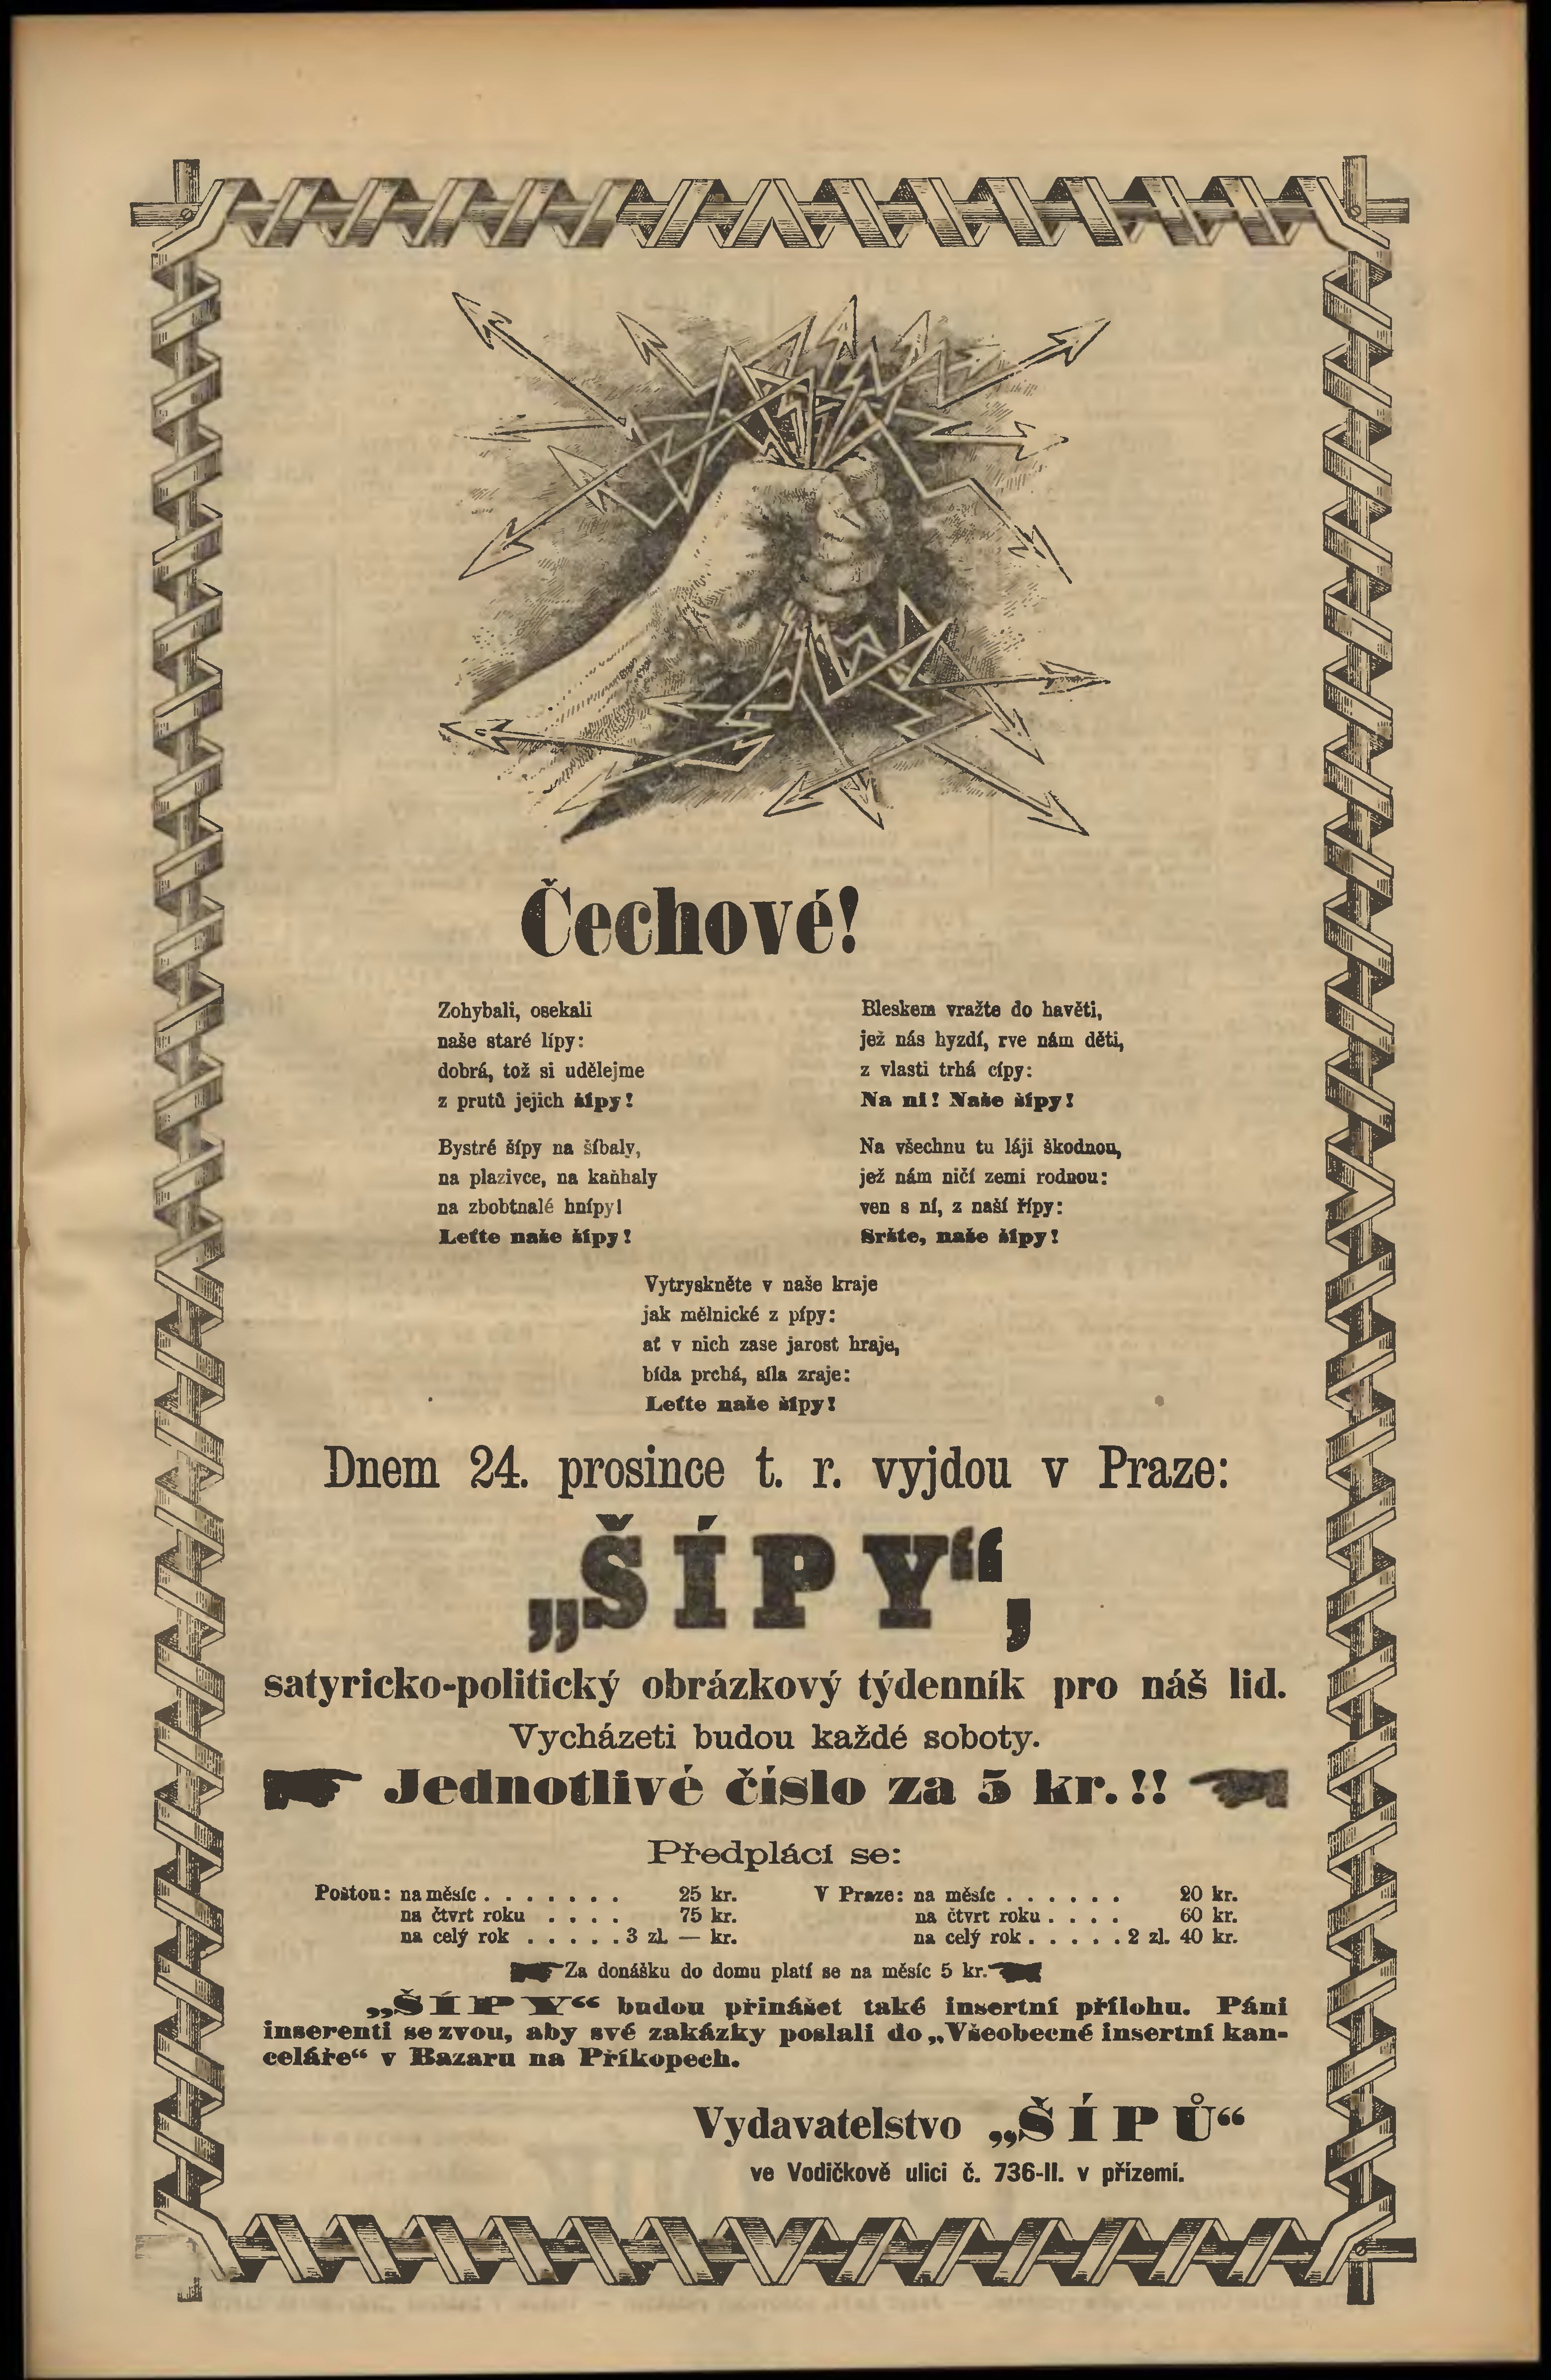 Čechové!
Zohybali, osekali
naše staré lípy:
dobrá, tož si udělejme
z prutů jejich šípy!
Bystré šípy na šíbaly,
na plazivce, na kaňhaly
na zbobtnalé hnípy!
Leťte naše šípy!
Bleskem vražte do havěti,
jež nás hyzdí, rve nám děti,
z vlasti trhá cípy:
Na ni! Naše šípy!
Na všechnu tu láji škodnou,
jež nám ničí zemi rodnou:
ven s ní, z naší řípy:
Sršte, naše šípy!
Vytryskněte v naše kraje
jak mělnické z pípy:
ať v nich zase jarost hraje,
bída prchá, síla zraje:
Leťte naše šípy!
Dnem 24. prosince t. r. vyjdou v Praze:
„ŠÍPY“,
satyricko-politický obrázkový týdenník pro náš lid.
Vycházeti budou každé soboty.
Jednotlivé číslo za 5 kr.!!
Předplácí se:
Poštou: na měsíc . . . . . . . 25 kr.
na čtvrt roku . . . . 75 kr.
na celý rok . . . . . 3 zl. — kr.
V Praze: na měsíc . . . . . . 20 kr.
na čtvrt roku . . . . 60 kr.
na celý rok . . . . . 2 zl. 40 kr.
Za donášku do domu platí se na měsíc 5 kr.
„ŠÍPY“ budou přinášet také insertní přílohu. Páni
inserenti se zvou, aby své zakázky poslali do „Všeobecné insertní kan-
celáře“ v Bazaru na Příkopech.
Vydavatelstvo „ŠÍPŮ“
ve Vodičkově ulici č. 736-II. v přízemí.